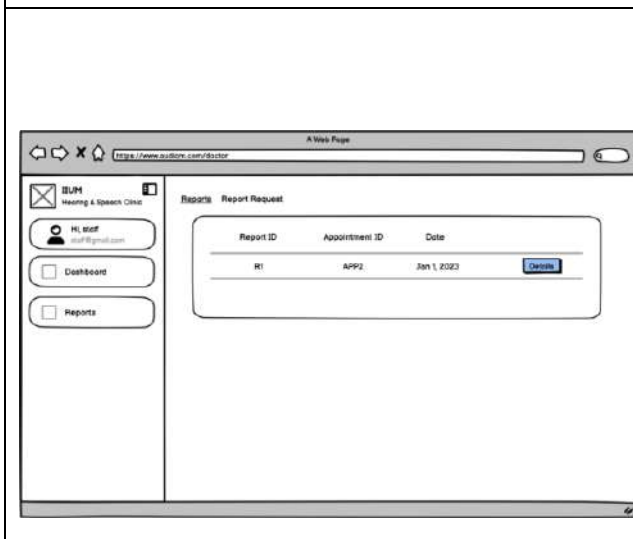 A Web Page
https://www.audiom.com/doctor
IIUM
Hearing & Speech Clinic
Hi, staff
staff@gmail.com
Dashboard
Reports
Reports Report Request
Report ID Appointment ID Date
R1 APP2 Jan 1, 2023 Details